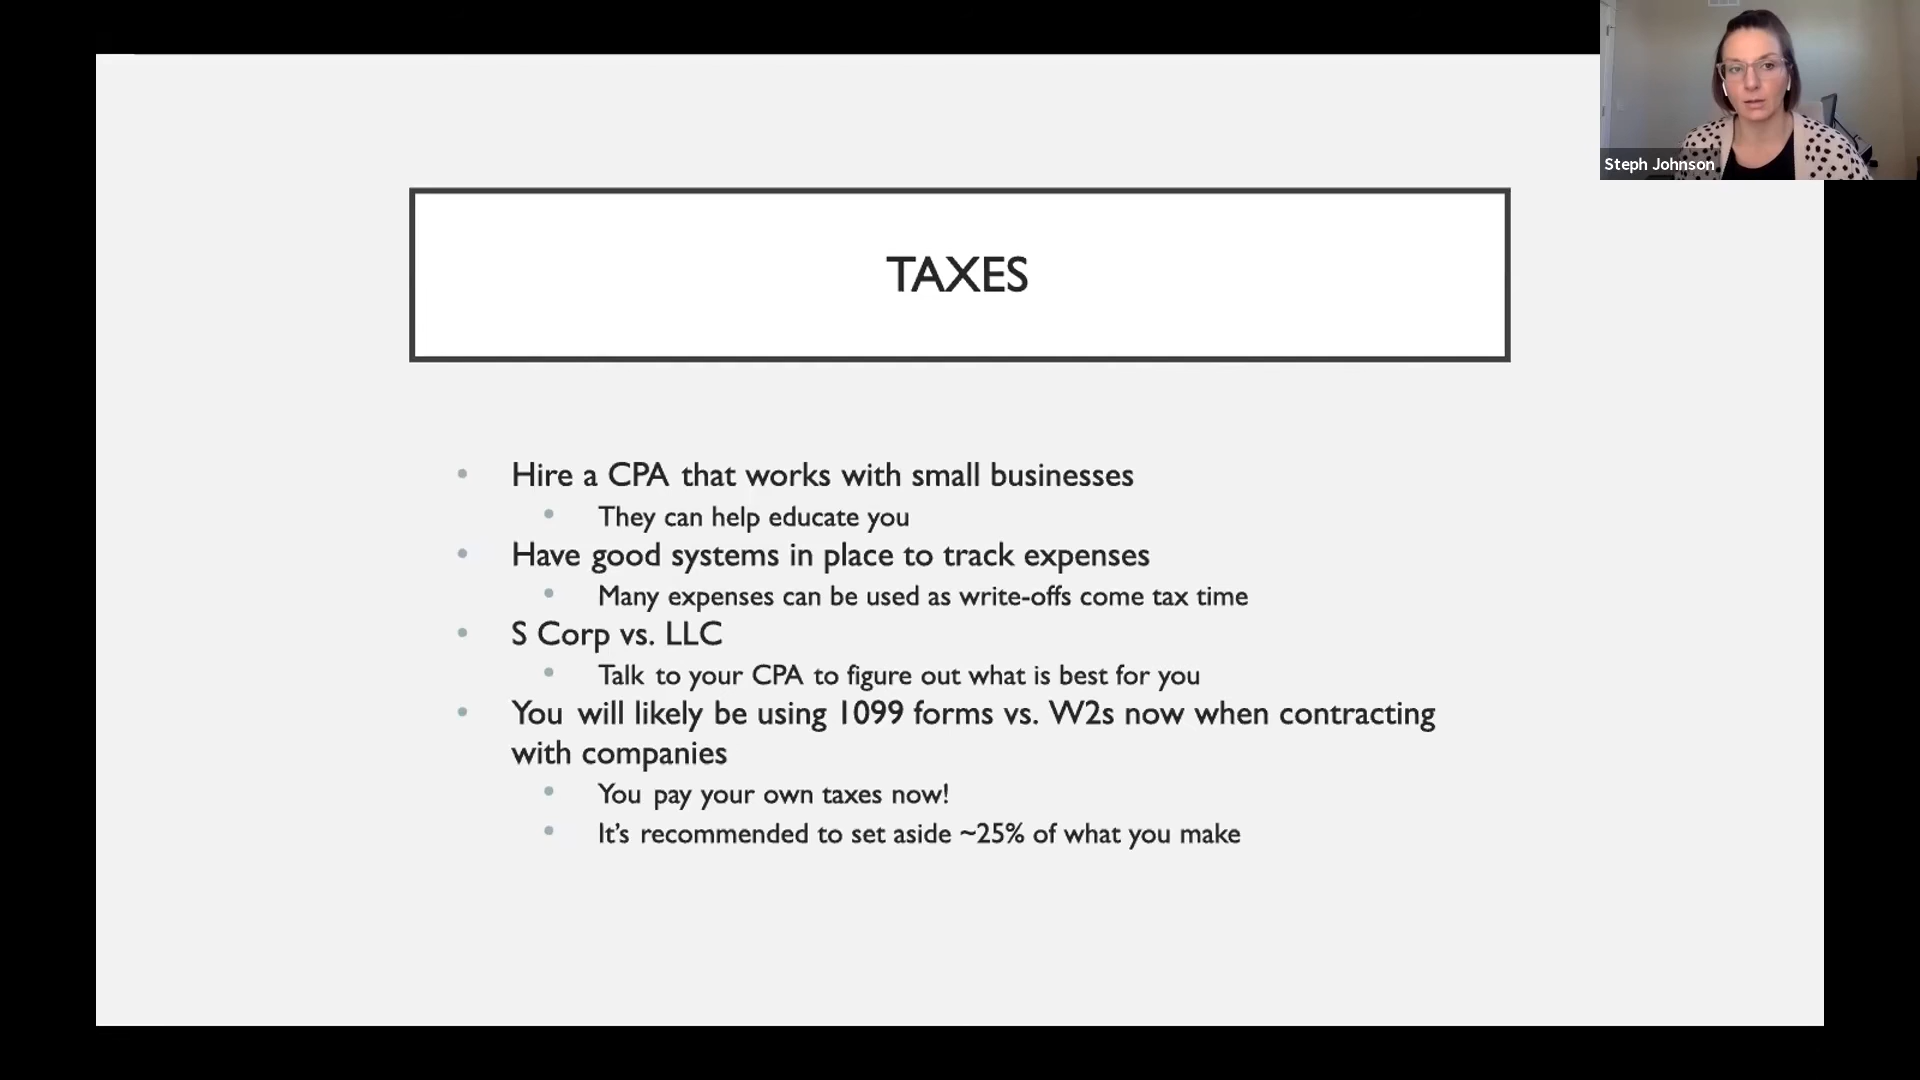 Steph Johnson
TAXES
• Hire a CPA that works with small businesses
• They can help educate you
• Have good systems in place to track expenses
• Many expenses can be used as write-offs come tax time
• S Corp vs. LLC
• Talk to your CPA to figure out what is best for you
• You will likely be using 1099 forms vs. W2s now when contracting
with companies
• You pay your own taxes now!
• It’s recommended to set aside ~25% of what you make